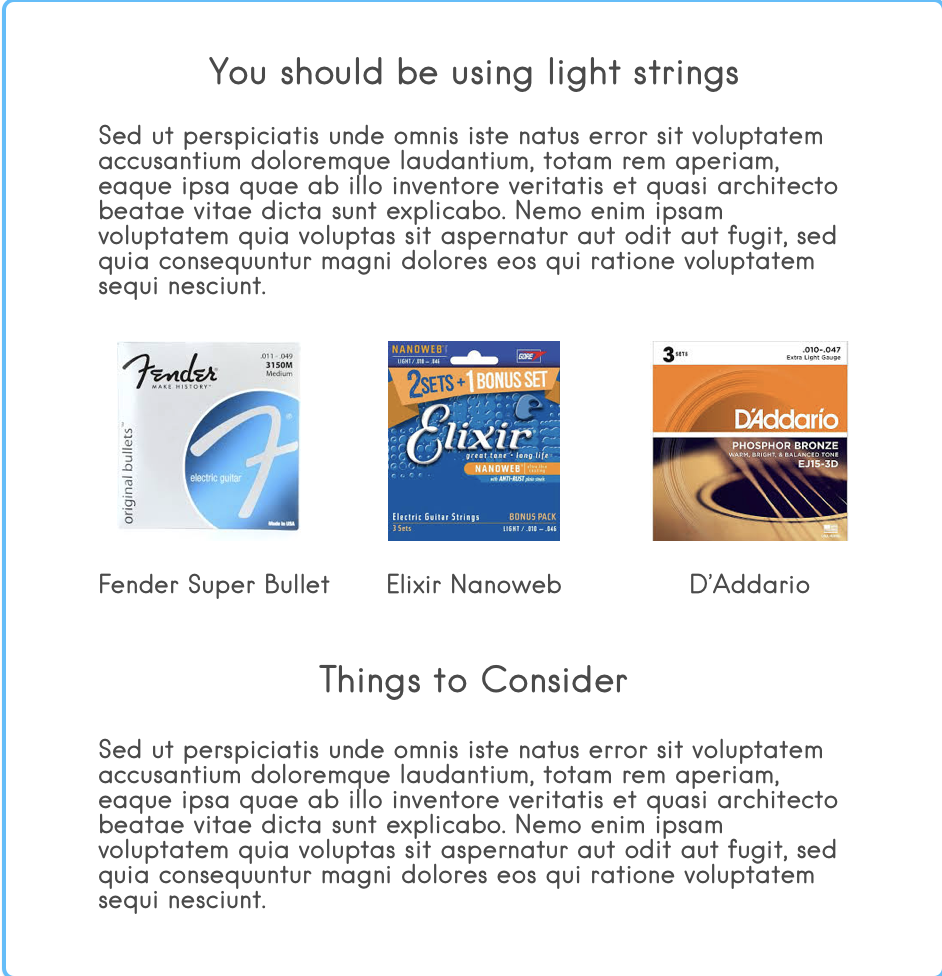 You should be using light strings
Sed ut perspiciatis unde omnis iste natus error sit voluptatem
accusantium doloremque laudantium, totam rem aperiam,
eaque ipsa quae ab illo inventore veritatis et quasi architecto
beatae vitae dicta sunt explicabo. Nemo enim ipsam
voluptatem quia voluptas sit aspernatur aut odit aut fugit, sed
quia consequuntur magni dolores eos qui ratione voluptatem
sequi nesciunt.
Fender
MAKE HISTORY
.011 - .049
3150M
Medium
original bullets™
electric guitar
Made in USA
NANOWEB
LIGHT / .010 – .046
GORE
2 SETS + 1 BONUS SET
Elixir
great tone · long life
NANOWEB
with ANTI-RUST plain steels
Electric Guitar Strings
3 Sets
BONUS PACK
LIGHT / .010 – .046
3 SETS
.010-.047
Extra Light Gauge
D'Addario
PHOSPHOR BRONZE
WARM, BRIGHT, & BALANCED TONE
EJ15-3D
Fender Super Bullet
Elixir Nanoweb
D'Addario
Things to Consider
Sed ut perspiciatis unde omnis iste natus error sit voluptatem
accusantium doloremque laudantium, totam rem aperiam,
eaque ipsa quae ab illo inventore veritatis et quasi architecto
beatae vitae dicta sunt explicabo. Nemo enim ipsam
voluptatem quia voluptas sit aspernatur aut odit aut fugit, sed
quia consequuntur magni dolores eos qui ratione voluptatem
sequi nesciunt.